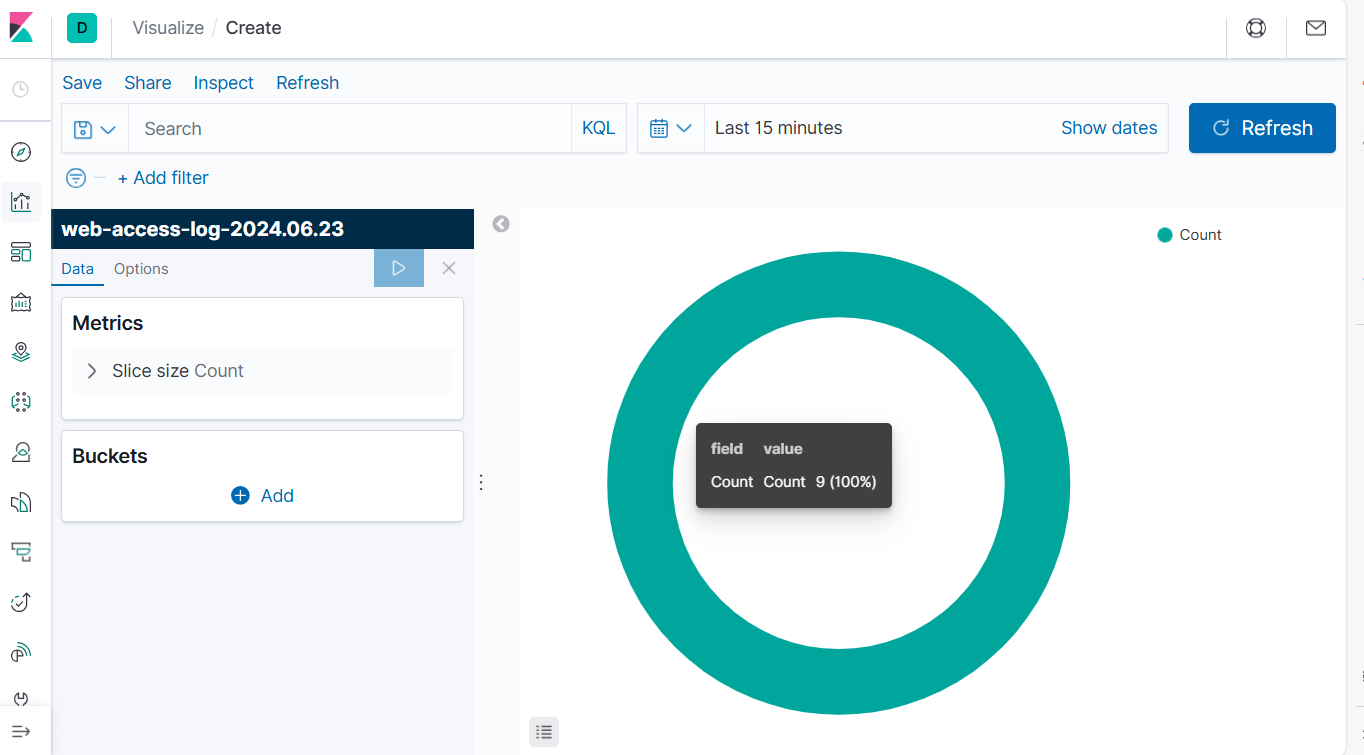 D Visualize / Create
Save Share Inspect Refresh
Search KQL Last 15 minutes Show dates Refresh
+ Add filter
web-access-log-2024.06.23
Data Options
Metrics
Slice size Count
Buckets
Add
Count
field value
Count Count 9 (100%)